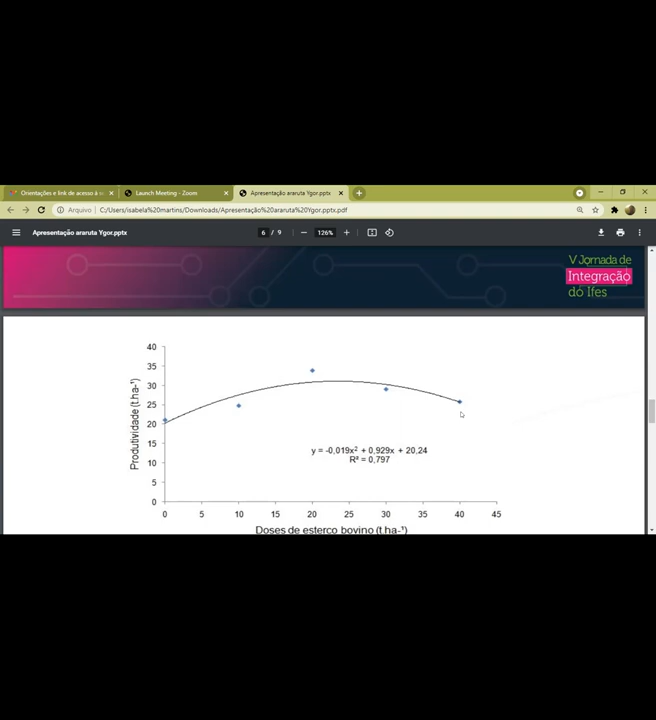 Orientações e link de acesso à s
Launch Meeting - Zoom
Apresentação araruta Ygor.pptx
Arquivo | C:/Users/isabela%20martins/Downloads/Apresentação%20araruta%20Ygor.pptx.pdf
Apresentação araruta Ygor.pptx
6 / 9
126%
V Jornada de
Integração
do Ifes
40
35
30
25
20
15
10
5
0
Produtividade (t.ha-¹)
y = -0,019x² + 0,929x + 20,24
R² = 0,797
0 5 10 15 20 25 30 35 40 45
Doses de esterco bovino (t.ha-¹)